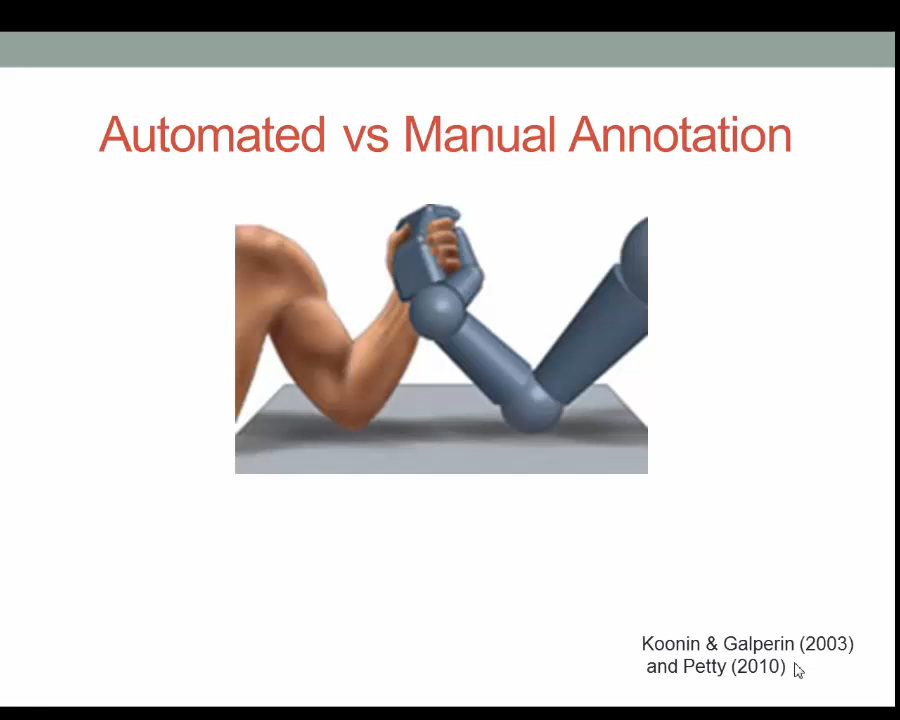 Automated vs Manual Annotation
Koonin & Galperin (2003)
and Petty (2010)